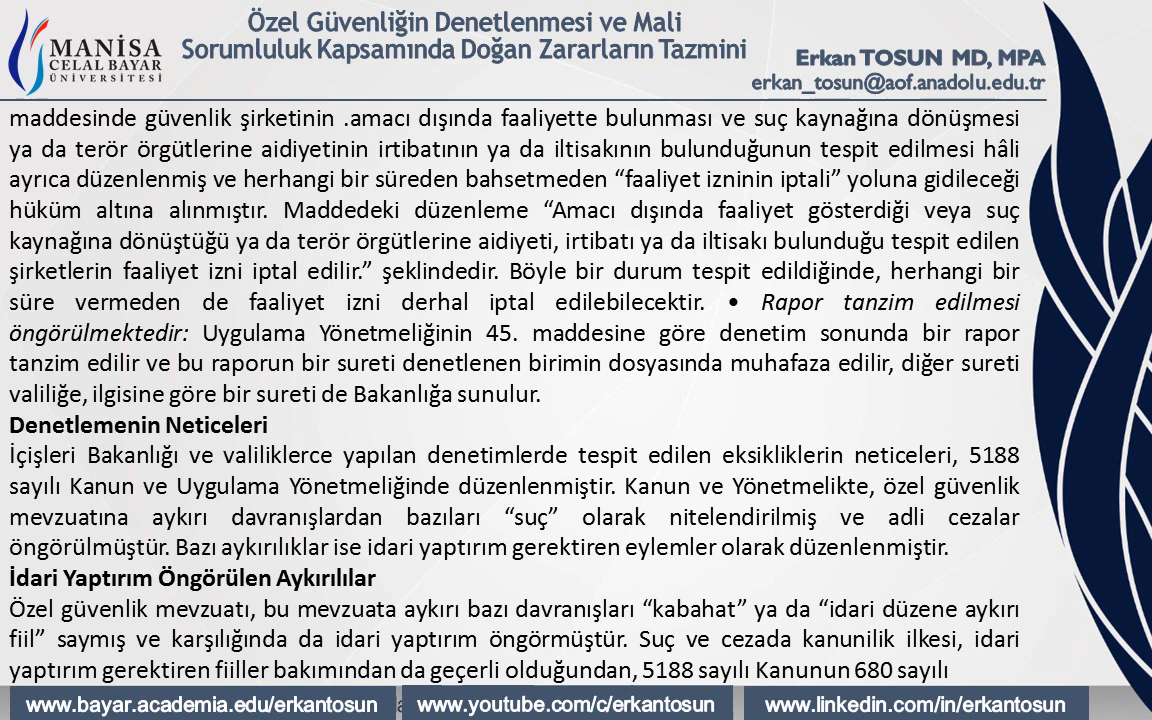 Özel Güvenliğin Denetlenmesi ve Mali
Sorumluluk Kapsamında Doğan Zararların Tazmini
MANİSA
CELAL BAYAR
ÜNİVERSİTESİ
Erkan TOSUN MD, MPA
erkan_tosun@aof.anadolu.edu.tr
maddesinde güvenlik şirketinin .amacı dışında faaliyette bulunması ve suç kaynağına dönüşmesi
ya da terör örgütlerine aidiyetinin irtibatının ya da iltisakının bulunduğunun tespit edilmesi hâli
ayrıca düzenlenmiş ve herhangi bir süreden bahsetmeden “faaliyet izninin iptali” yoluna gidileceği
hüküm altına alınmıştır. Maddedeki düzenleme “Amacı dışında faaliyet gösterdiği veya suç
kaynağına dönüştüğü ya da terör örgütlerine aidiyeti, irtibatı ya da iltisakı bulunduğu tespit edilen
şirketlerin faaliyet izni iptal edilir.” şeklindedir. Böyle bir durum tespit edildiğinde, herhangi bir
süre vermeden de faaliyet izni derhal iptal edilebilecektir. • Rapor tanzim edilmesi
öngörülmektedir: Uygulama Yönetmeliğinin 45. maddesine göre denetim sonunda bir rapor
tanzim edilir ve bu raporun bir sureti denetlenen birimin dosyasında muhafaza edilir, diğer sureti
valiliğe, ilgisine göre bir sureti de Bakanlığa sunulur.
Denetlemenin Neticeleri
İçişleri Bakanlığı ve valiliklerce yapılan denetimlerde tespit edilen eksikliklerin neticeleri, 5188
sayılı Kanun ve Uygulama Yönetmeliğinde düzenlenmiştir. Kanun ve Yönetmelikte, özel güvenlik
mevzuatına aykırı davranışlardan bazıları “suç” olarak nitelendirilmiş ve adli cezalar
öngörülmüştür. Bazı aykırılıklar ise idari yaptırım gerektiren eylemler olarak düzenlenmiştir.
İdari Yaptırım Öngörülen Aykırılılar
Özel güvenlik mevzuatı, bu mevzuata aykırı bazı davranışları “kabahat” ya da “idari düzene aykırı
fiil” saymış ve karşılığında da idari yaptırım öngörmüştür. Suç ve cezada kanunilik ilkesi, idari
yaptırım gerektiren fiiller bakımından da geçerli olduğundan, 5188 sayılı Kanunun 680 sayılı
www.bayar.academia.edu/erkantosun
www.youtube.com/c/erkantosun
www.linkedin.com/in/erkantosun